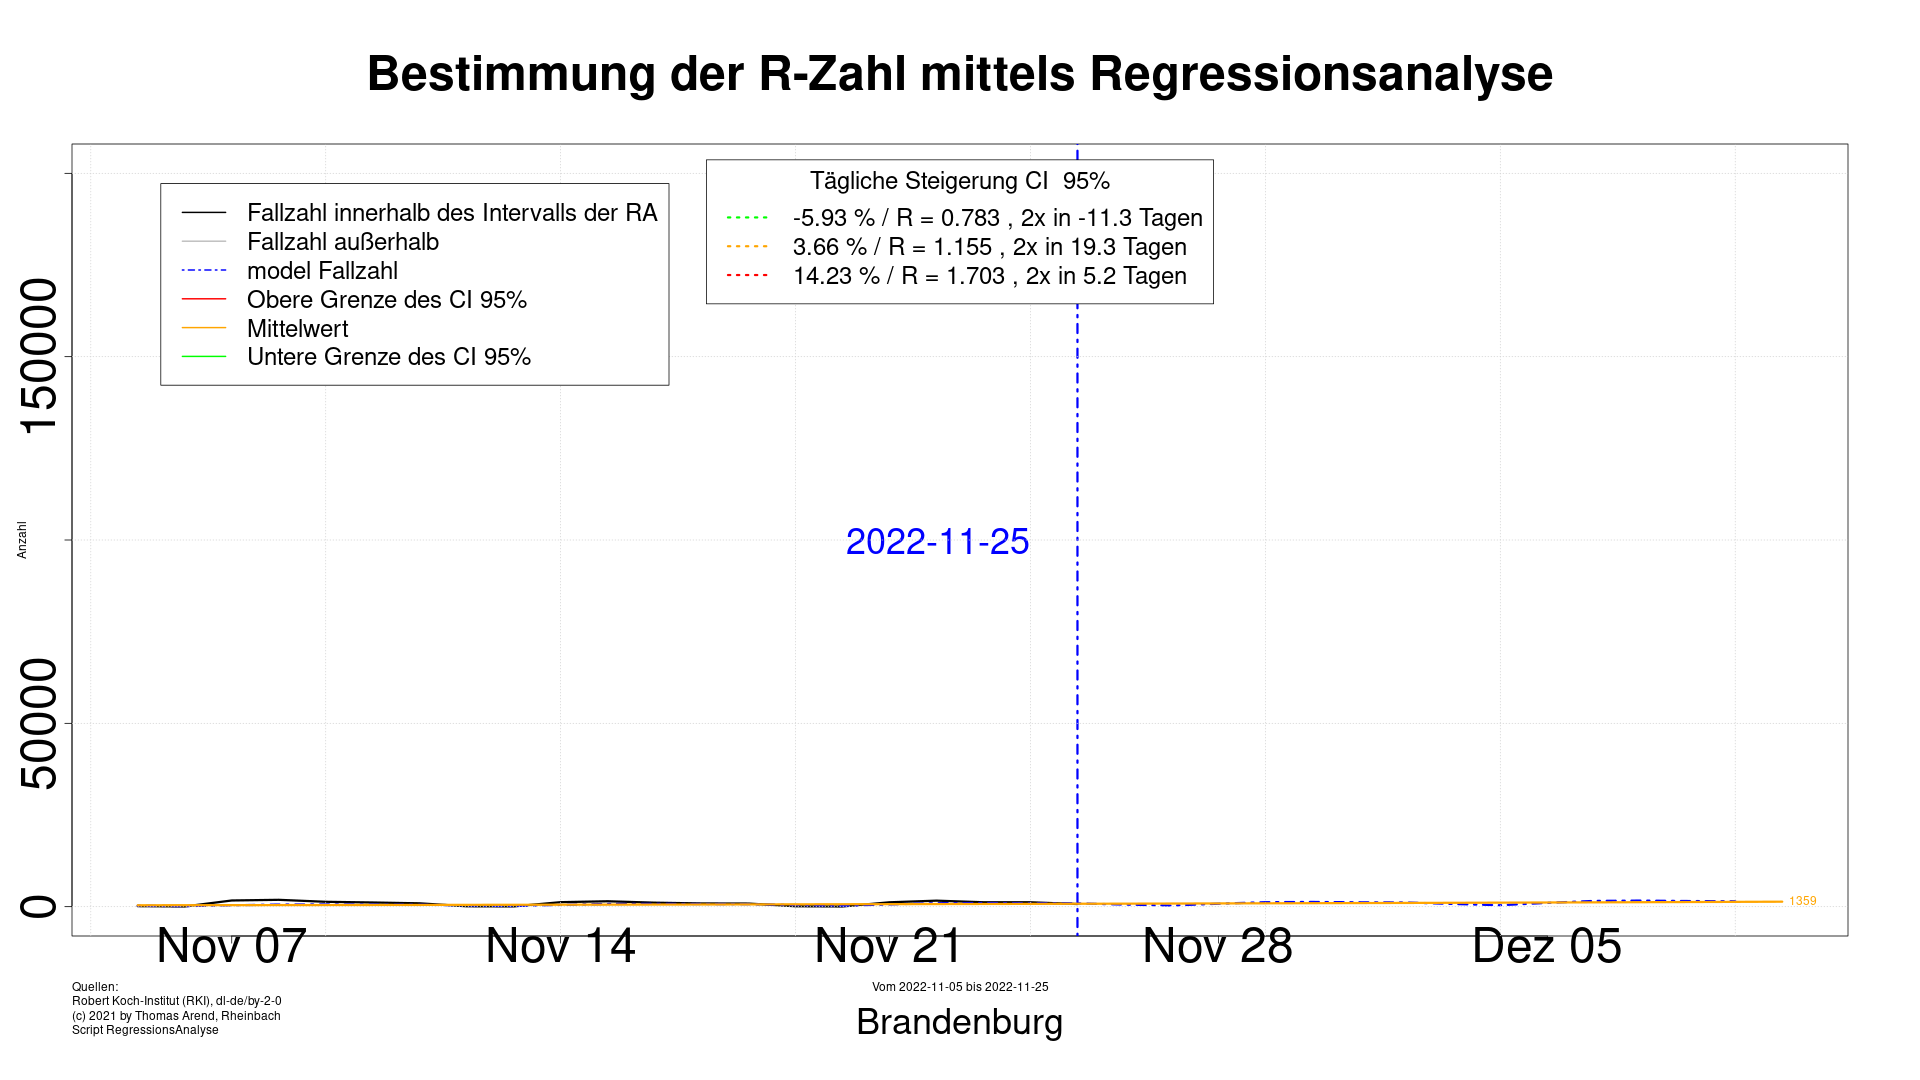 Bestimmung der R-Zahl mittels Regressionsanalyse
Fallzahl innerhalb des Intervalls der RA
Fallzahl außerhalb
model Fallzahl
Obere Grenze des CI 95%
Mittelwert
Untere Grenze des CI 95%
Tägliche Steigerung CI 95%
-5.93 % / R = 0.783 , 2x in -11.3 Tagen
3.66 % / R = 1.155 , 2x in 19.3 Tagen
14.23 % / R = 1.703 , 2x in 5.2 Tagen
150000
50000
0
Anzahl
2022-11-25
1359
Nov 07
Nov 14
Nov 21
Nov 28
Dez 05
Quellen:
Robert Koch-Institut (RKI), dl-de/by-2-0
(c) 2021 by Thomas Arend, Rheinbach
Script RegressionsAnalyse
Vom 2022-11-05 bis 2022-11-25
Brandenburg